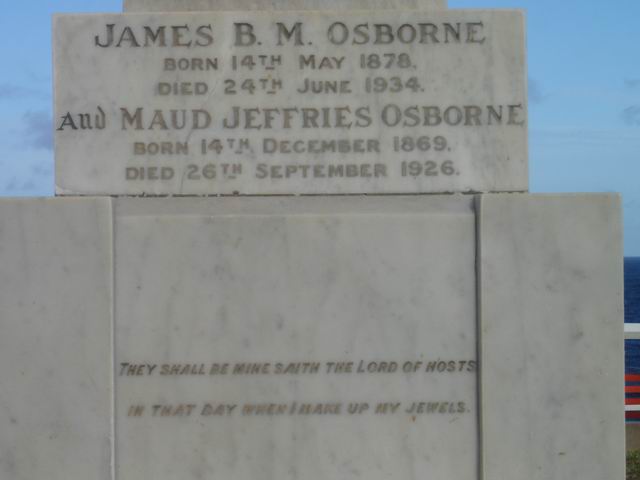 JAMES B. M. OSBORNE
BORN 14TH MAY 1878.
DIED 24TH JUNE 1934.
And MAUD JEFFRIES OSBORNE
BORN 14TH DECEMBER 1869.
DIED 26TH SEPTEMBER 1926.
THEY SHALL BE MINE SAITH THE LORD OF HOSTS
IN THAT DAY WHEN I MAKE UP MY JEWELS.